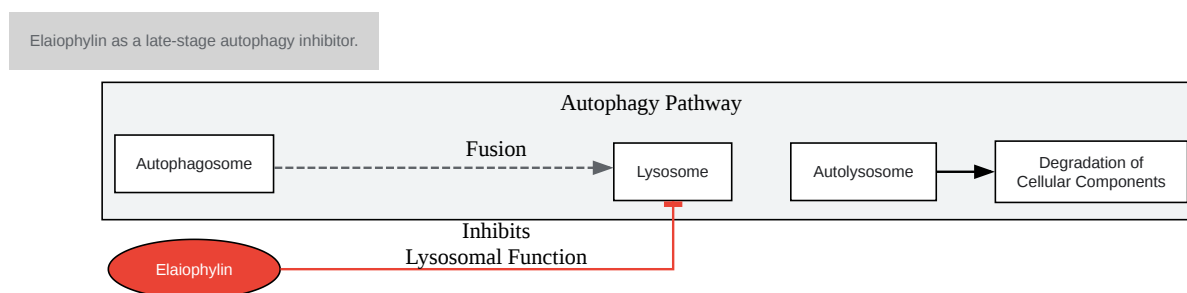 Elaiophylin as a late-stage autophagy inhibitor.
Autophagy Pathway
Autophagosome
Fusion
Lysosome
Autolysosome
Degradation of
Cellular Components
Inhibits
Lysosomal Function
Elaiophylin